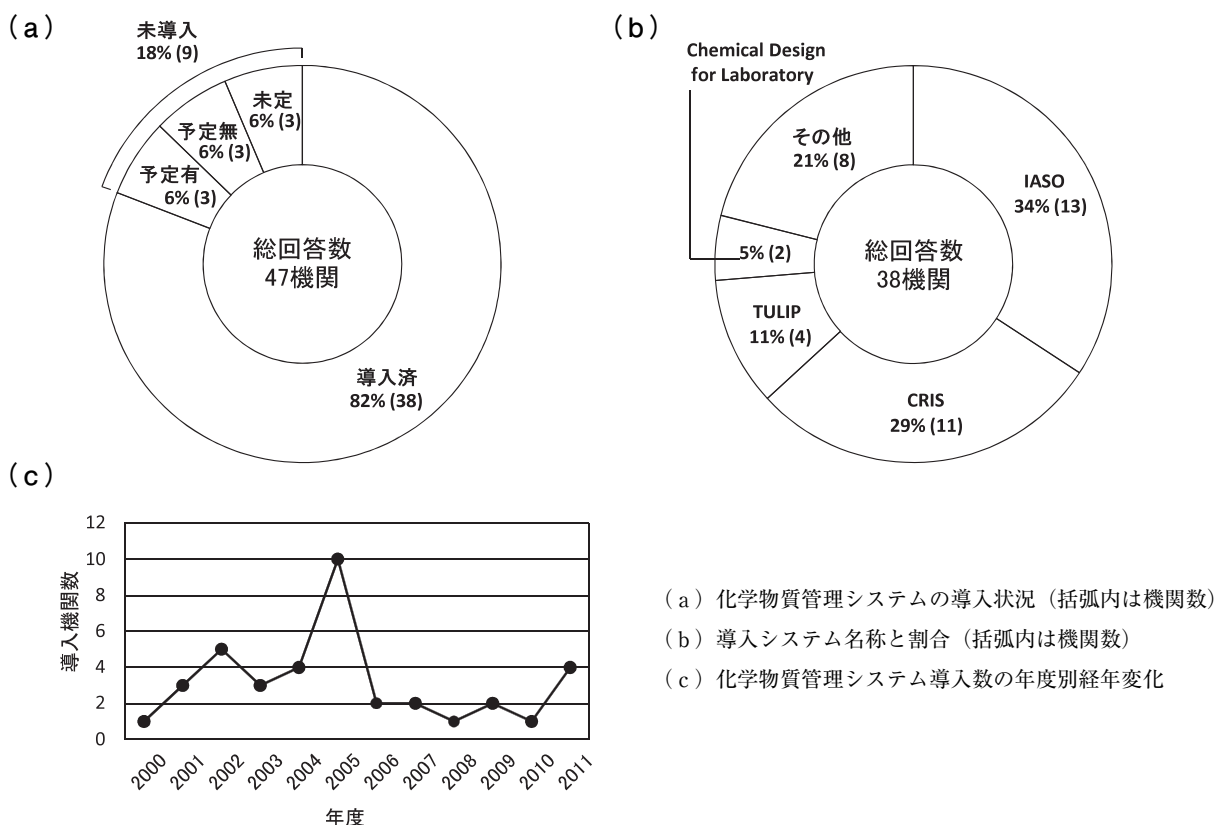 (a)
未導入
18% (9)
未定
6% (3)
予定無
6% (3)
予定有
6% (3)
総回答数
47機関
導入済
82% (38)
(b)
Chemical Design
for Laboratory
その他
21% (8)
IASO
34% (13)
5% (2)
総回答数
38機関
TULIP
11% (4)
CRIS
29% (11)
(c)
12
10
8
6
4
2
0
導入機関数
2000
2001
2002
2003
2004
2005
2006
2007
2008
2009
2010
2011
年度
(a)化学物質管理システムの導入状況(括弧内は機関数)
(b)導入システム名称と割合(括弧内は機関数)
(c)化学物質管理システム導入数の年度別経年変化